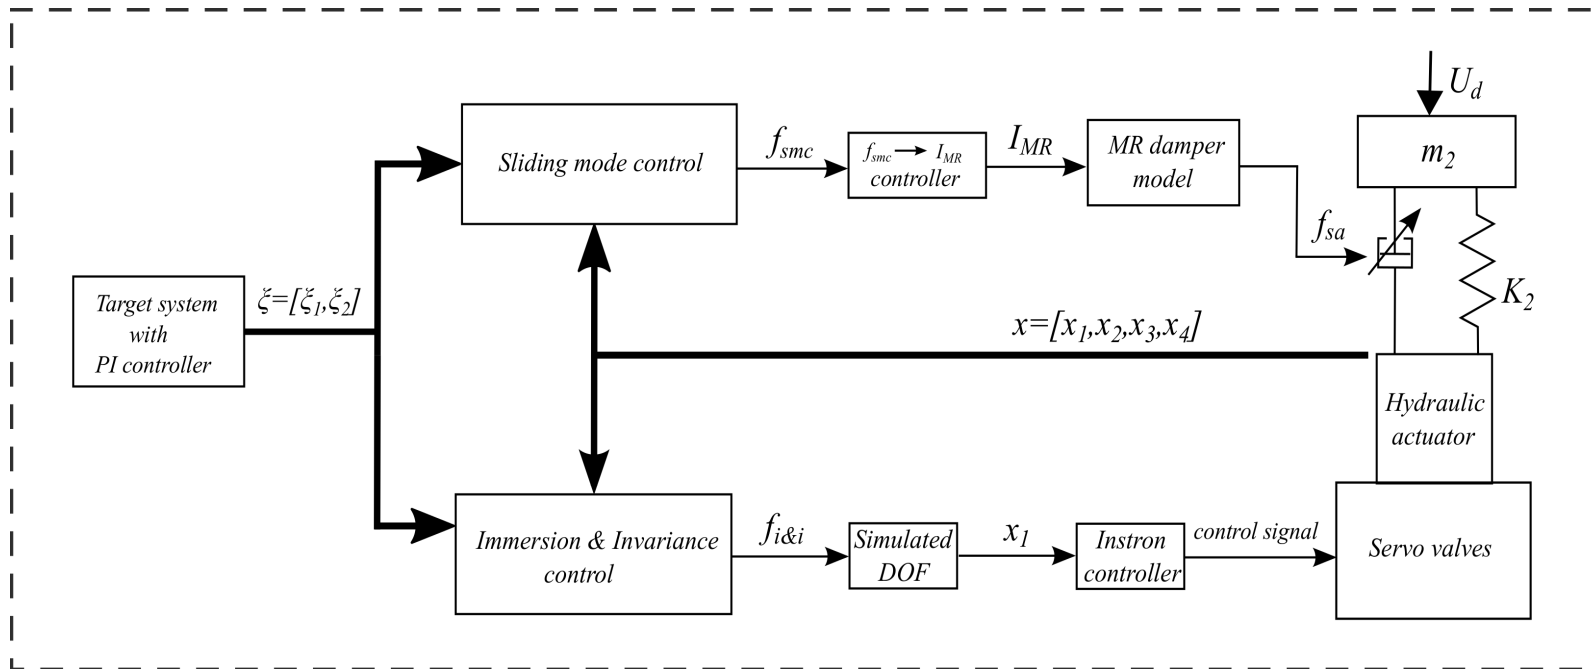 U_d
Sliding mode control
f_smc
f_smc → I_MR
controller
I_MR
MR damper
model
m_2
f_sa
K_2
Target system
with
PI controller
ξ=[ξ_1,ξ_2]
x=[x_1,x_2,x_3,x_4]
Hydraulic
actuator
Immersion & Invariance
control
f_i&i
Simulated
DOF
x_1
Instron
controller
control signal
Servo valves